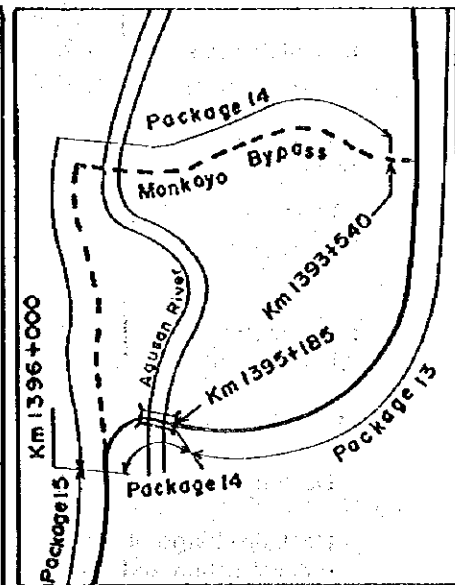 Package 14
Monkayo Bypass
Km 1393+540
Agusan River
Km 1396+000
Km 1395+185
Package 13
Package 14
Package 15